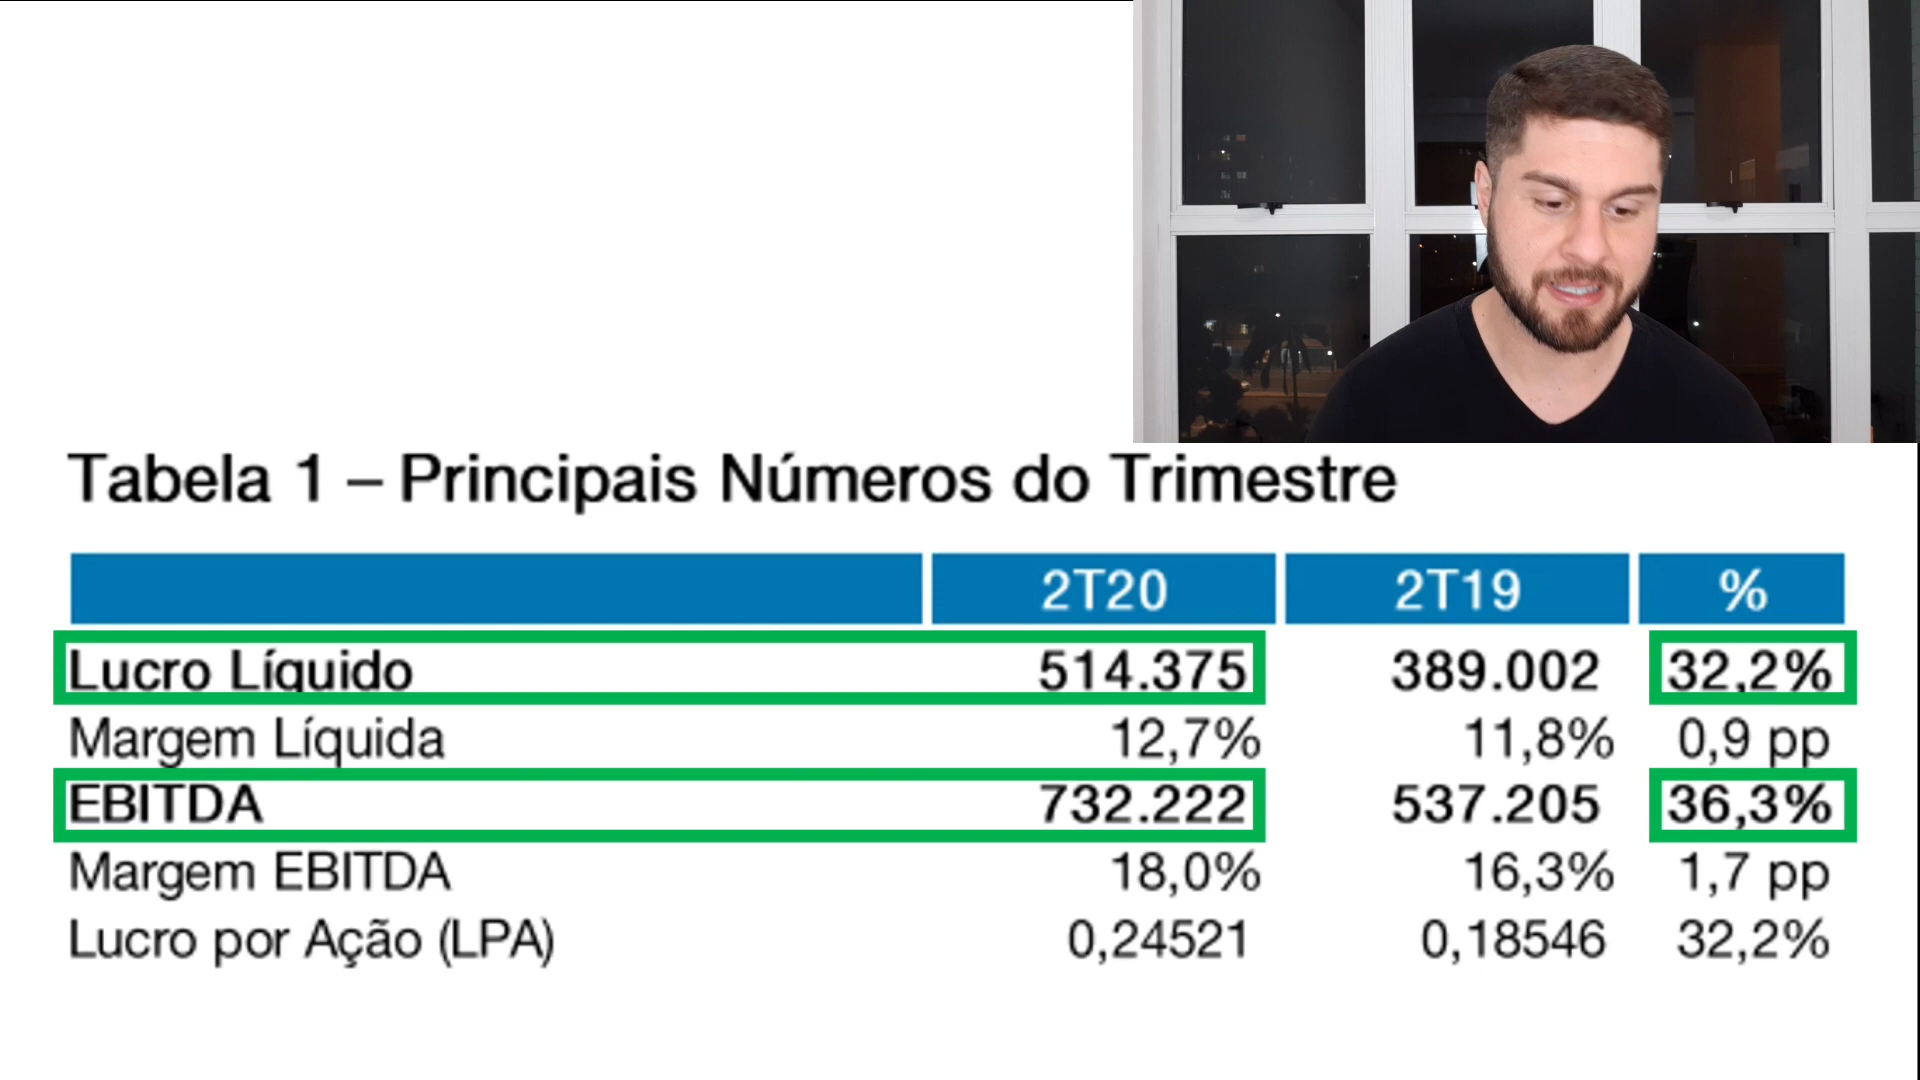 Tabela 1 – Principais Números do Trimestre
2T20 2T19 %
Lucro Líquido 514.375 389.002 32,2%
Margem Líquida 12,7% 11,8% 0,9 pp
EBITDA 732.222 537.205 36,3%
Margem EBITDA 18,0% 16,3% 1,7 pp
Lucro por Ação (LPA) 0,24521 0,18546 32,2%